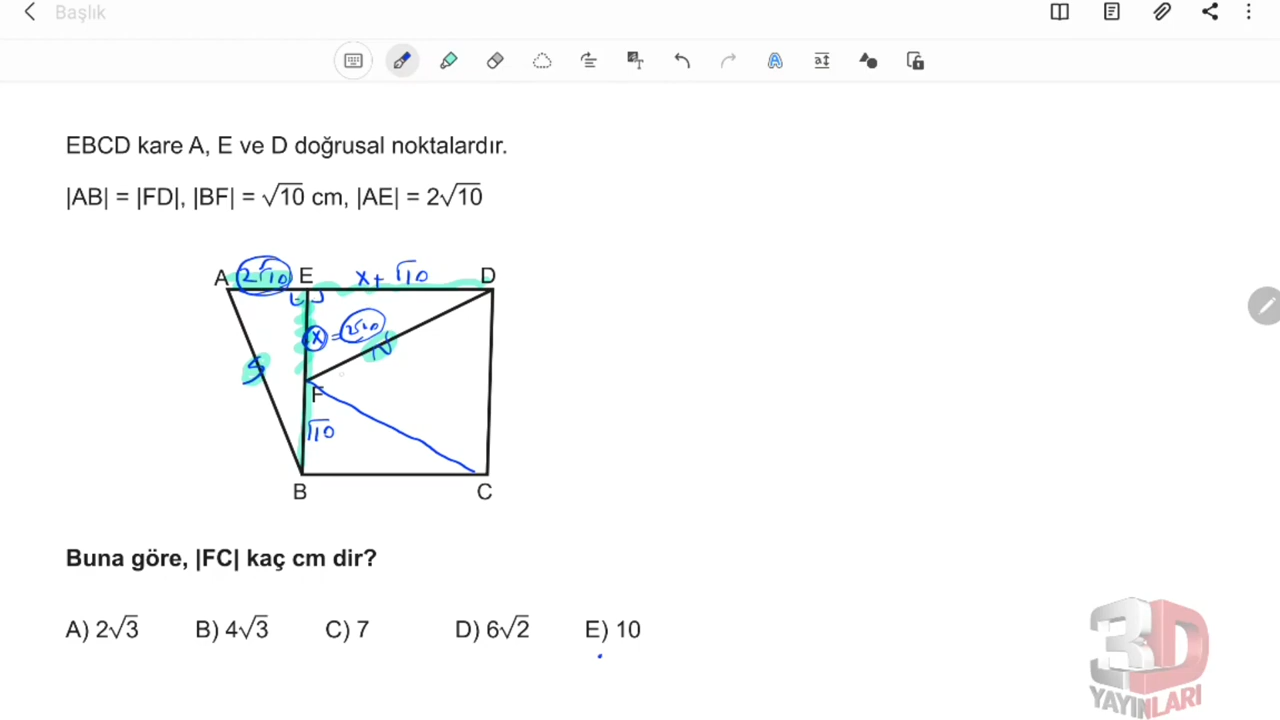 Başlık
EBCD kare A, E ve D doğrusal noktalardır.
|AB| = |FD|, |BF| = √10 cm, |AE| = 2√10
A 2√10 E x+ √10 D
x = 2√10
5
F
√10
B C
Buna göre, |FC| kaç cm dir?
A) 2√3 B) 4√3 C) 7 D) 6√2 E) 10
3D
YAYINLARI